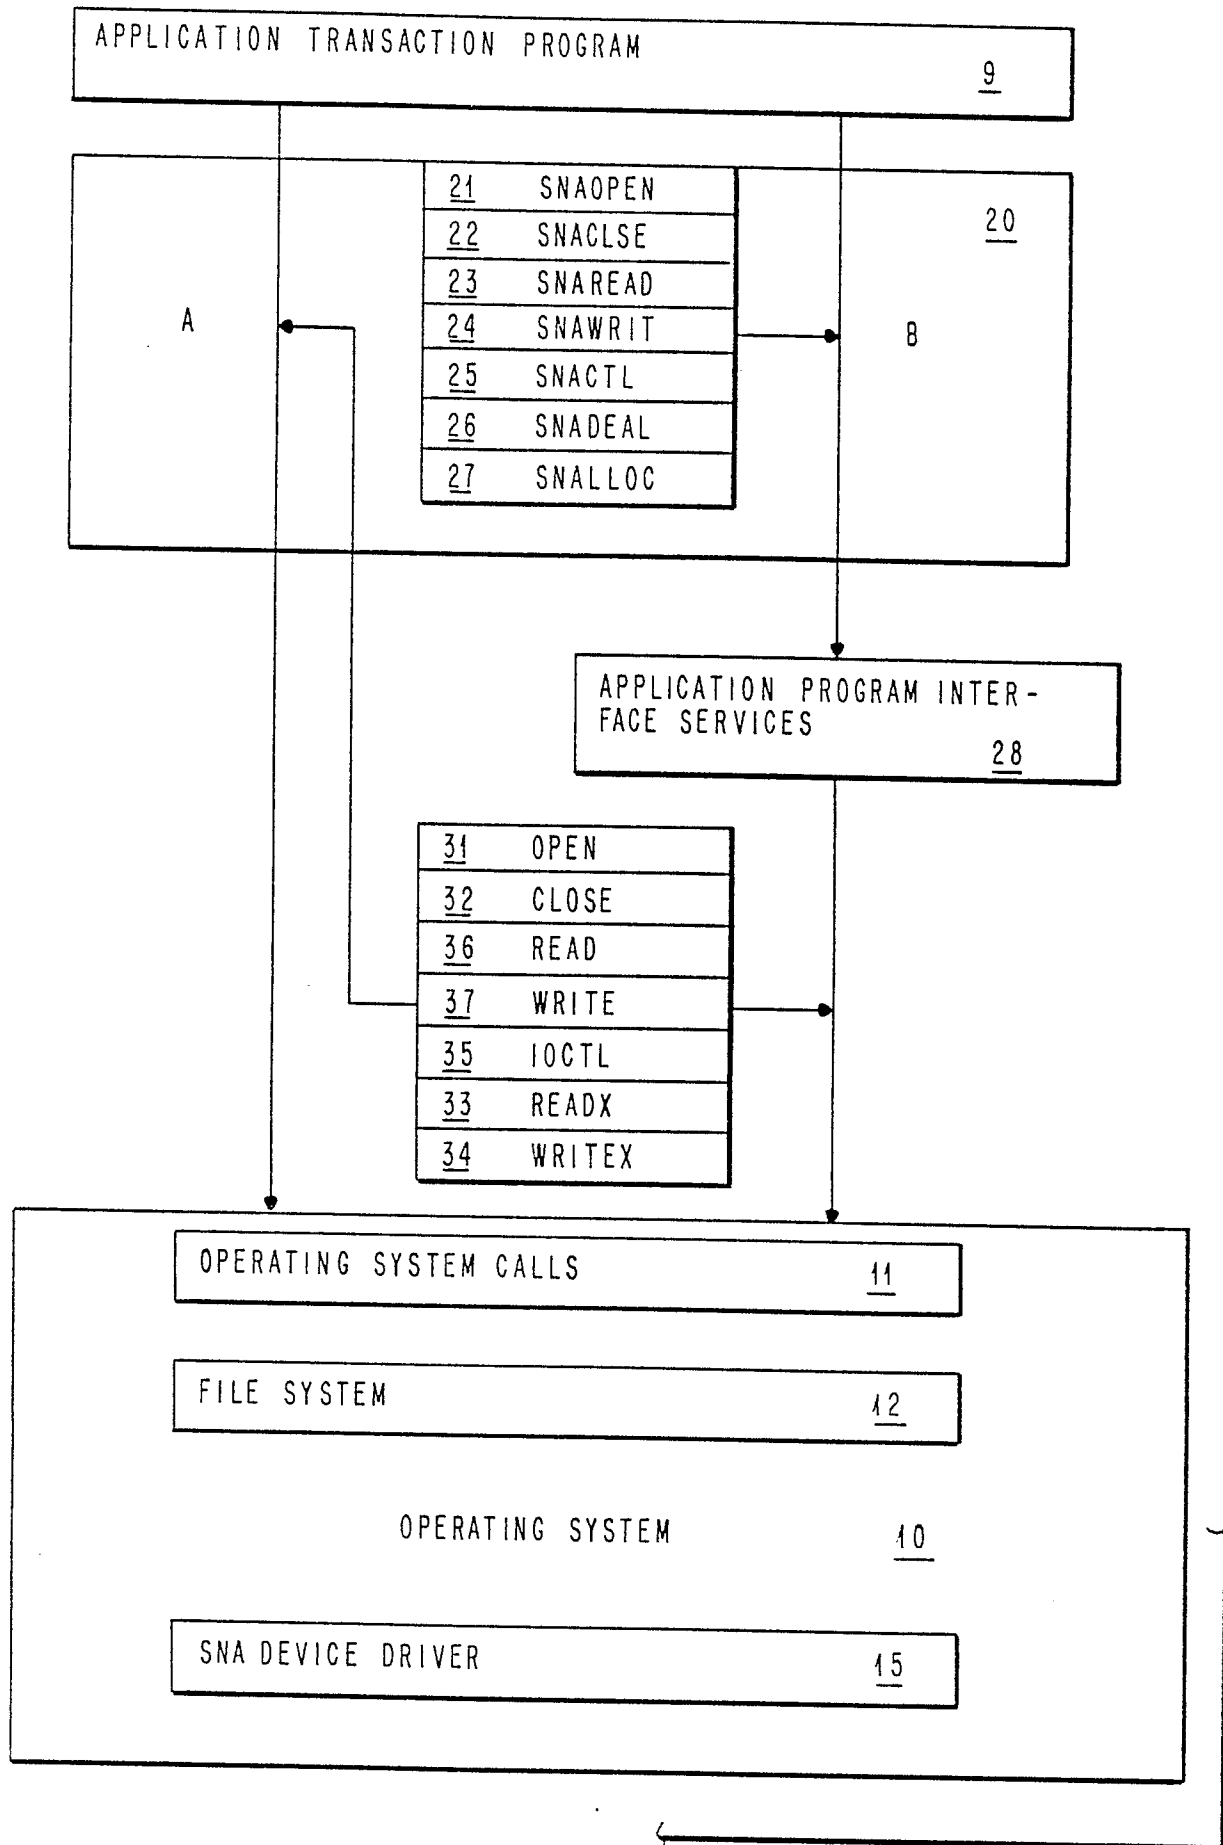 APPLICATION TRANSACTION PROGRAM
9
21 SNAOPEN
20
22 SNACLSE
23 SNAREAD
A
24 SNAWRIT
B
25 SNACTL
26 SNADEAL
27 SNALLOC
APPLICATION PROGRAM INTER-
FACE SERVICES
28
31 OPEN
32 CLOSE
36 READ
37 WRITE
35 IOCTL
33 READX
34 WRITEX
OPERATING SYSTEM CALLS 11
FILE SYSTEM 12
OPERATING SYSTEM 10
SNA DEVICE DRIVER 15